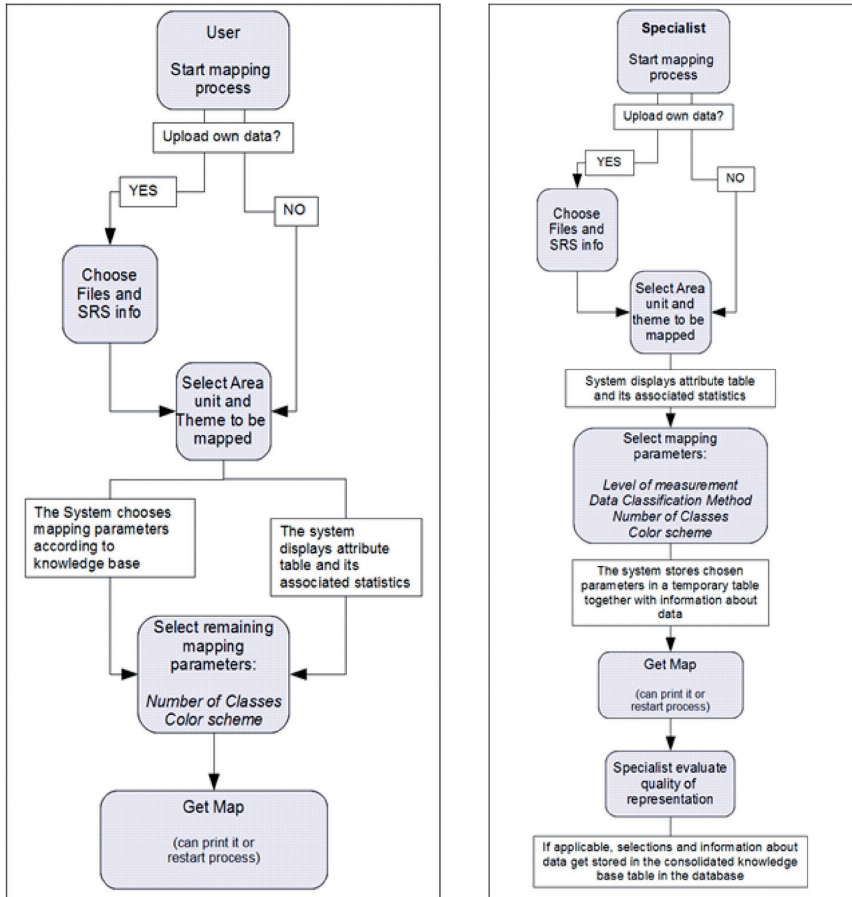 User
Start mapping
process
Upload own data?
YES
NO
Choose
Files and
SRS info
Select Area
unit and
Theme to be
mapped
The System chooses
mapping parameters
according to
knowledge base
The system
displays attribute
table and its
associated statistics
Select remaining
mapping
parameters:
Number of Classes
Color scheme
Get Map
(can print it or
restart process)
Specialist
Start mapping
process
Upload own data?
YES
NO
Choose
Files and
SRS info
Select Area
unit and
theme to be
mapped
System displays attribute table
and its associated statistics
Select mapping
parameters:
Level of measurement
Data Classification Method
Number of Classes
Color scheme
The system stores chosen
parameters in a temporary table
together with information about
data
Get Map
(can print it or
restart process)
Specialist evaluate
quality of
representation
If applicable, selections and information about
data get stored in the consolidated knowledge
base table in the database